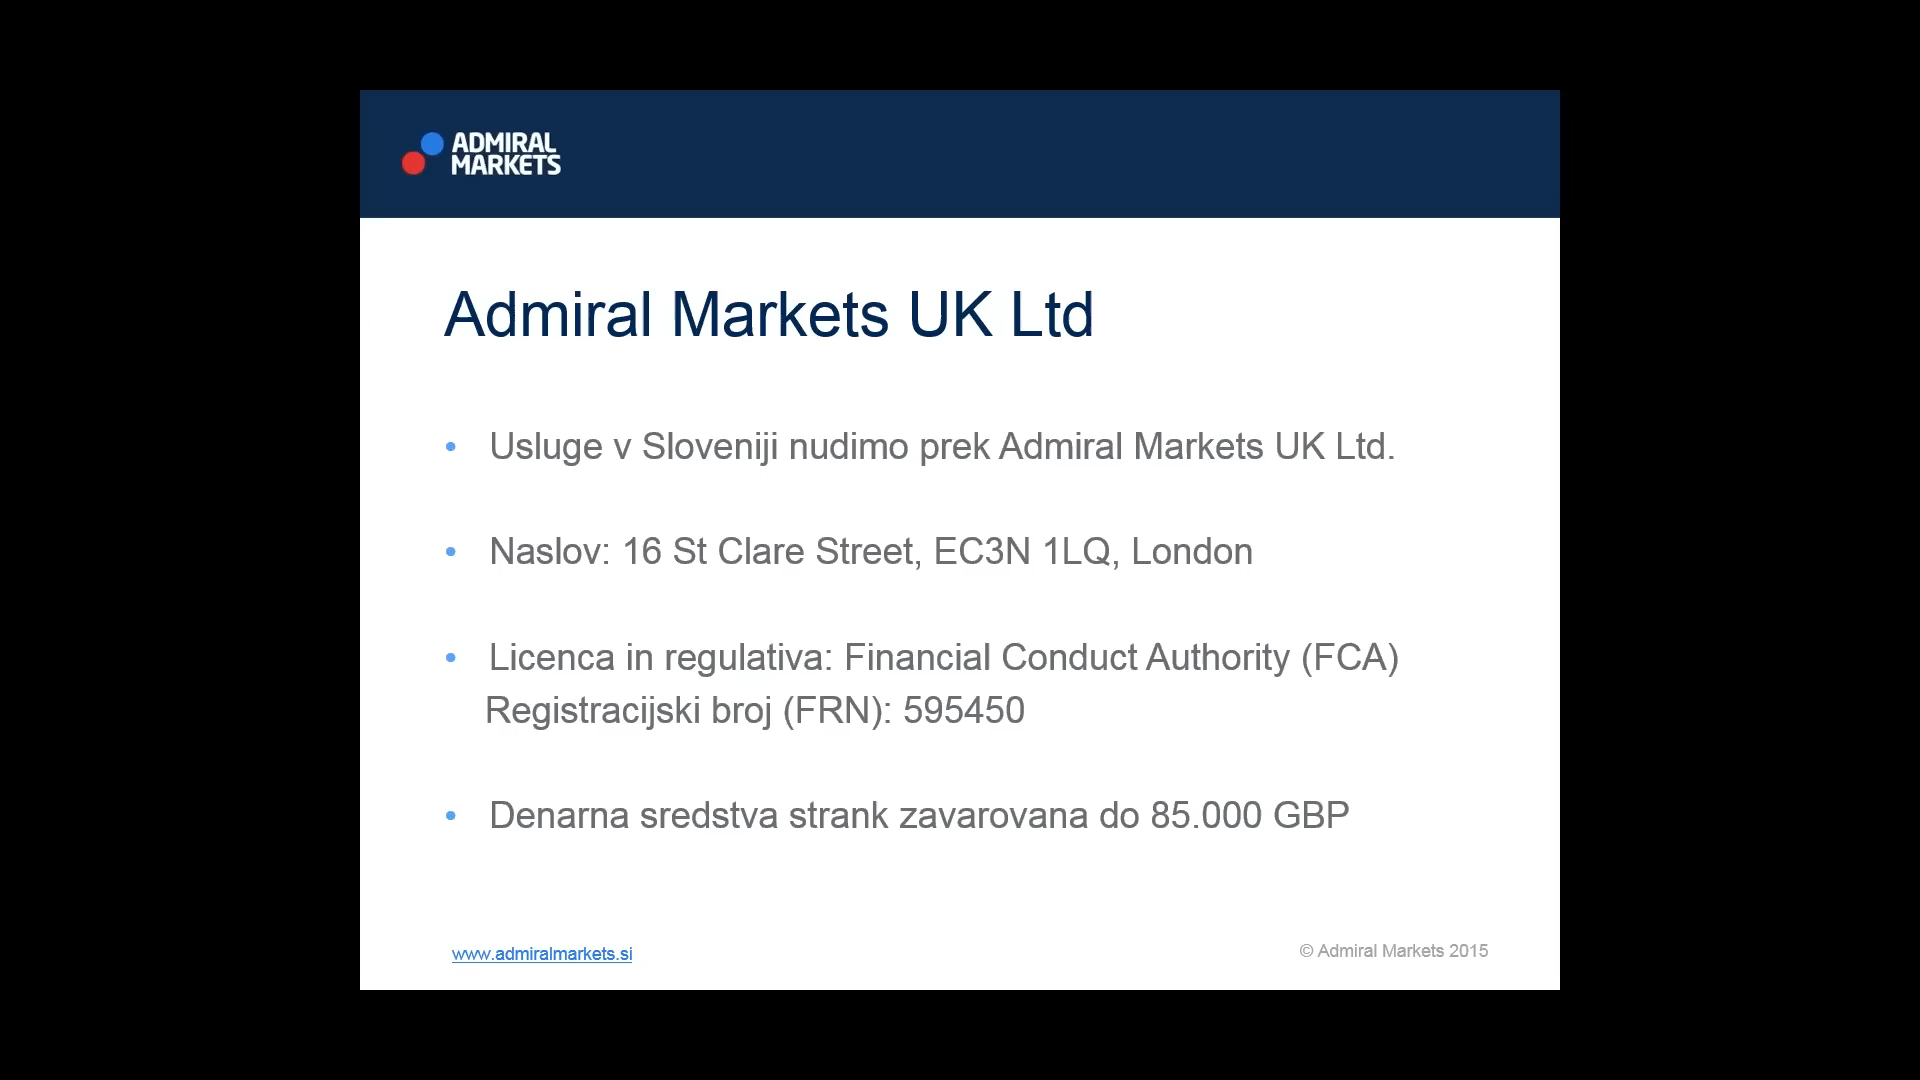 ADMIRAL
MARKETS
Admiral Markets UK Ltd
• Usluge v Sloveniji nudimo prek Admiral Markets UK Ltd.
• Naslov: 16 St Clare Street, EC3N 1LQ, London
• Licenca in regulativa: Financial Conduct Authority (FCA)
Registracijski broj (FRN): 595450
• Denarna sredstva strank zavarovana do 85.000 GBP
www.admiralmarkets.si
© Admiral Markets 2015